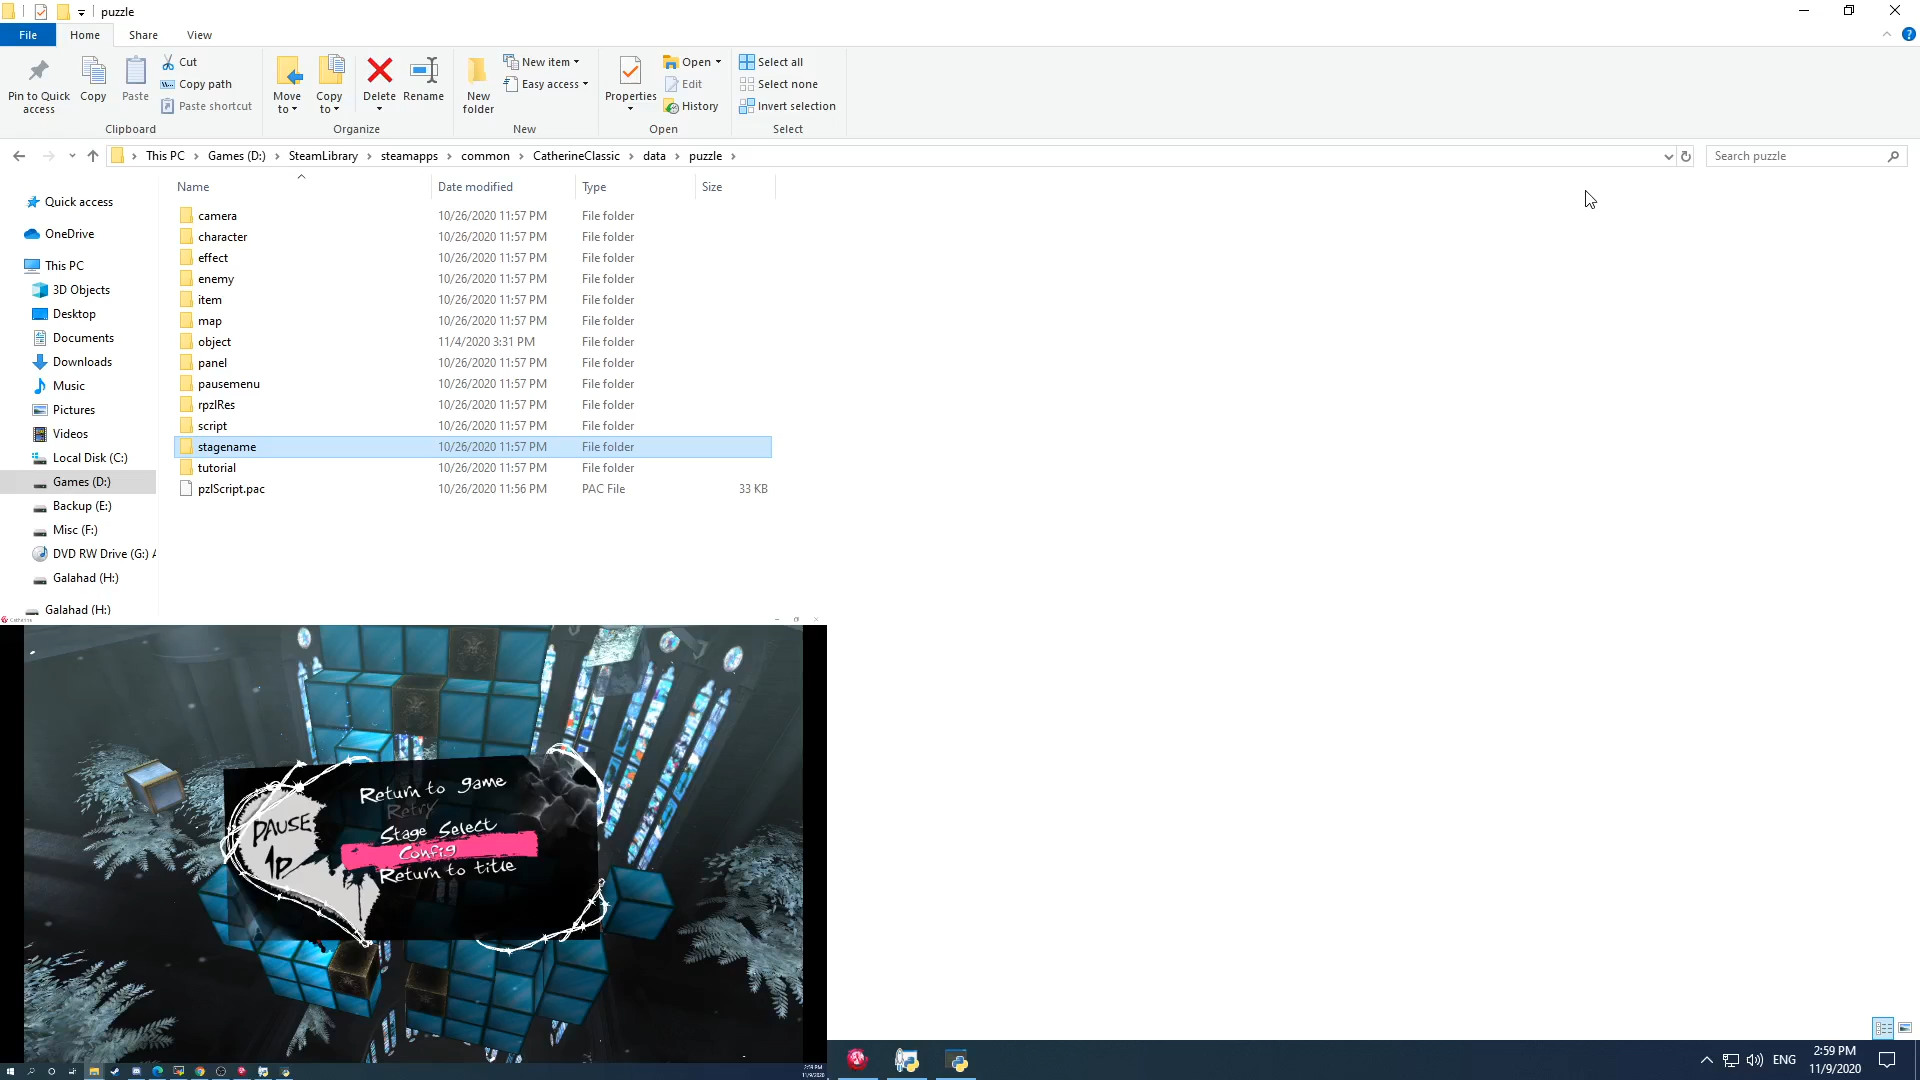 puzzle
File Home Share View
Pin to Quick access
Copy
Paste
Cut
Copy path
Paste shortcut
Clipboard
Move to
Copy to
Delete
Rename
Organize
New folder
New item
Easy access
New
Properties
Open
Edit
History
Open
Select all
Select none
Invert selection
Select
This PC > Games (D:) > SteamLibrary > steamapps > common > CatherineClassic > data > puzzle >
Search puzzle
Name Date modified Type Size
camera 10/26/2020 11:57 PM File folder
character 10/26/2020 11:57 PM File folder
effect 10/26/2020 11:57 PM File folder
enemy 10/26/2020 11:57 PM File folder
item 10/26/2020 11:57 PM File folder
map 10/26/2020 11:57 PM File folder
object 11/4/2020 3:31 PM File folder
panel 10/26/2020 11:57 PM File folder
pausemenu 10/26/2020 11:57 PM File folder
rpzlRes 10/26/2020 11:57 PM File folder
script 10/26/2020 11:57 PM File folder
stagename 10/26/2020 11:57 PM File folder
tutorial 10/26/2020 11:57 PM File folder
pzlScript.pac 10/26/2020 11:56 PM PAC File 33 KB
Quick access
OneDrive
This PC
3D Objects
Desktop
Documents
Downloads
Music
Pictures
Videos
Local Disk (C:)
Games (D:)
Backup (E:)
Misc (F:)
DVD RW Drive (G:) A
Galahad (H:)
Galahad (H:)
Catherine
PAUSE
1P
Return to game
Retry
Stage Select
Config
Return to title
2:59 PM
11/9/2020
ENG
2:59 PM
11/9/2020